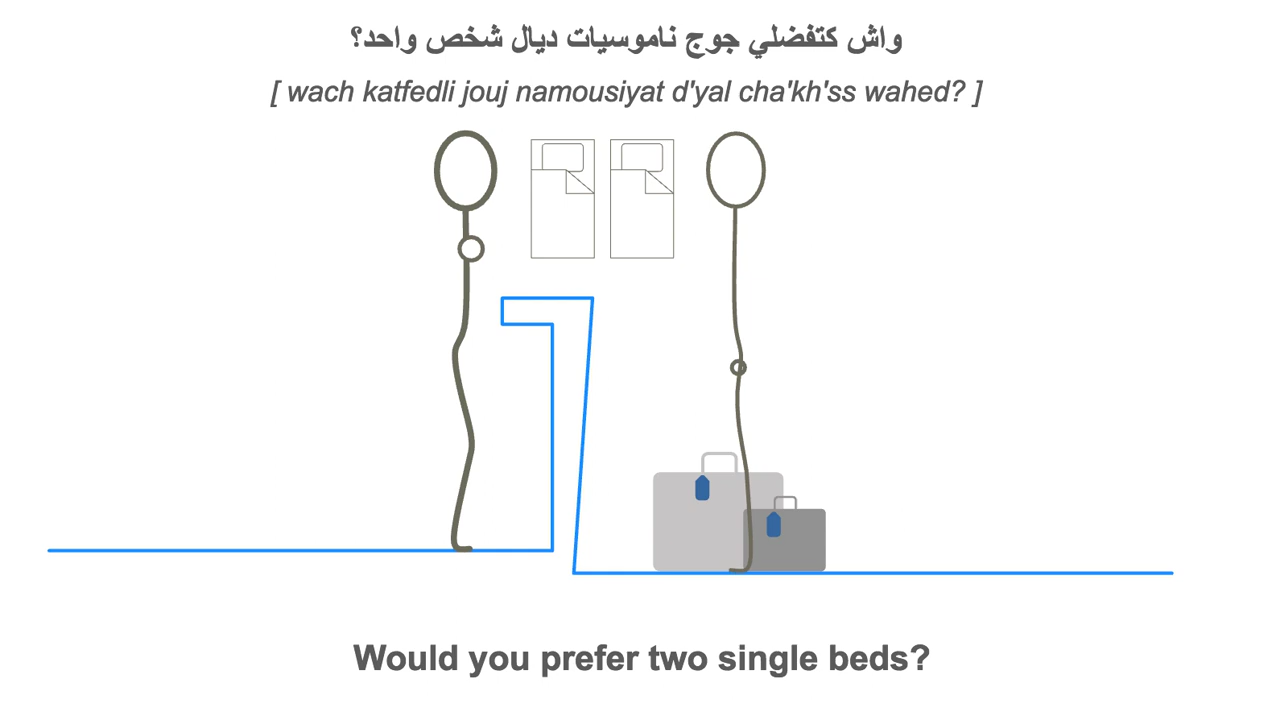 واش كتفضلي جوج ناموسيات ديال شخص واحد؟
[ wach katfedli jouj namousiyat d'yal cha'kh'ss wahed? ]
Would you prefer two single beds?